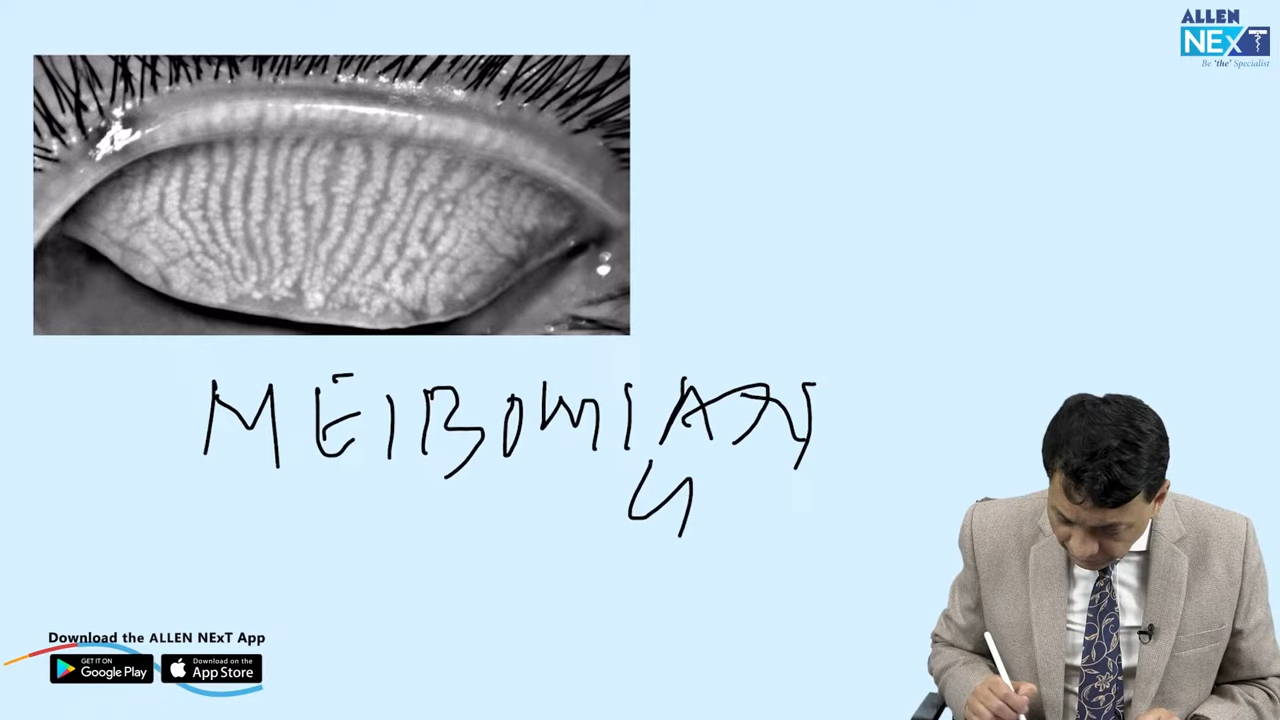 ALLEN
NExT
Be 'the' Specialist
MEIBOMIAN
G
Download the ALLEN NExT App
GET IT ON
Google Play
Download on the
App Store